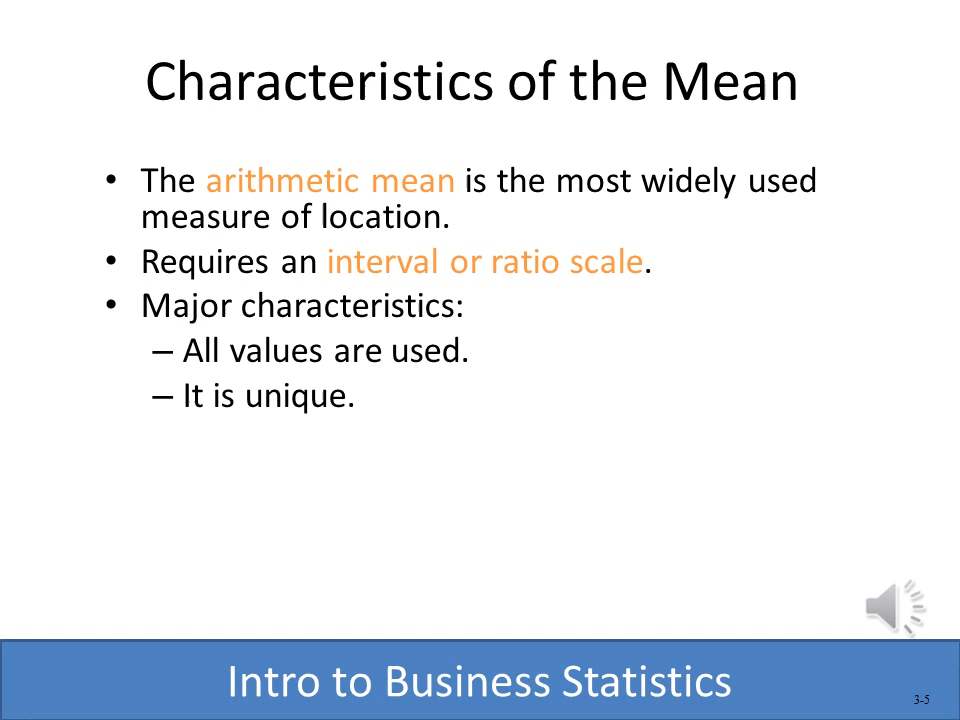 Characteristics of the Mean
• The arithmetic mean is the most widely used
measure of location.
• Requires an interval or ratio scale.
• Major characteristics:
– All values are used.
– It is unique.
Intro to Business Statistics
3-5